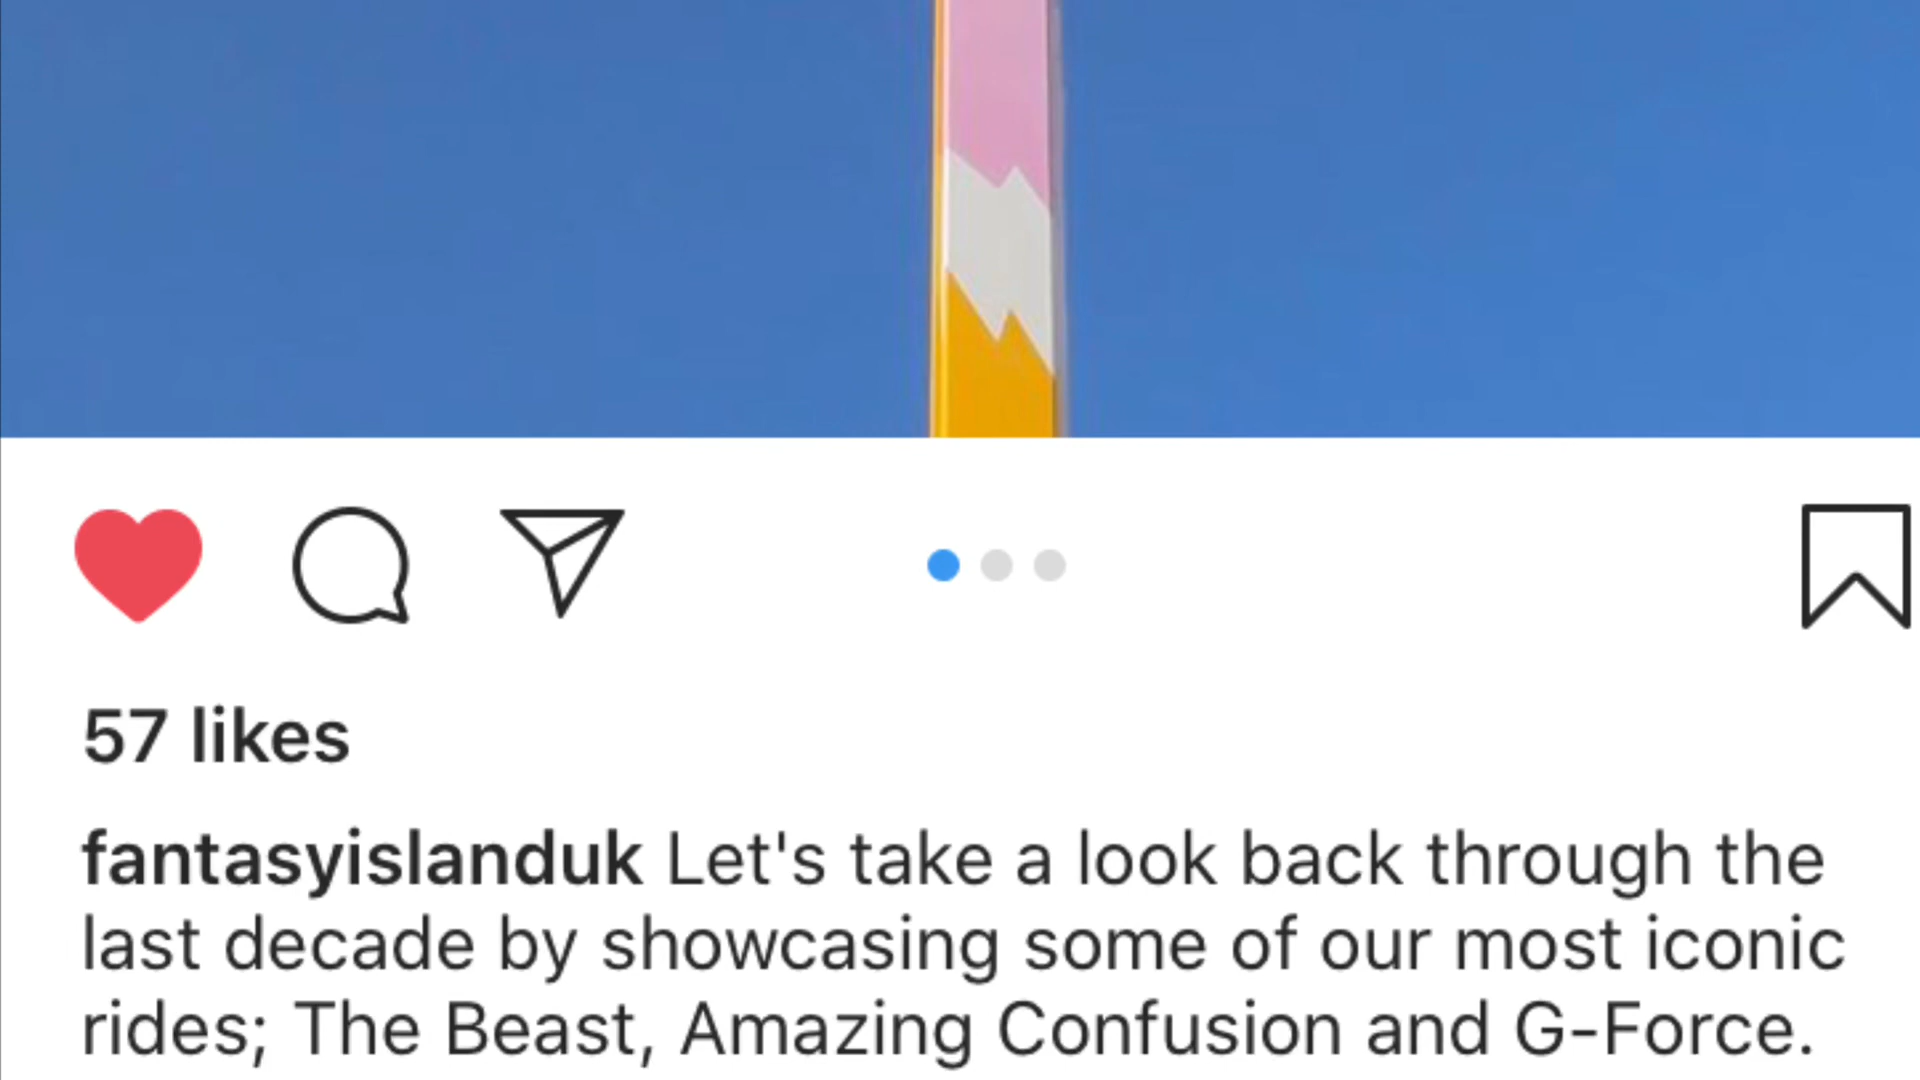 57 likes
fantasyislanduk Let's take a look back through the
last decade by showcasing some of our most iconic
rides; The Beast, Amazing Confusion and G-Force.